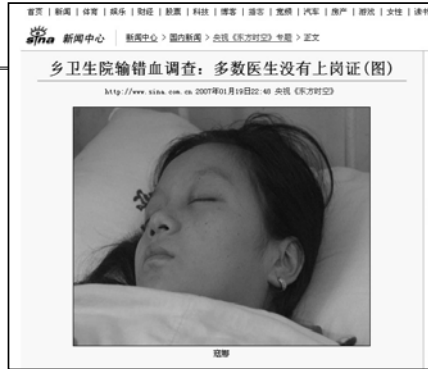 首页 | 新闻 | 体育 | 娱乐 | 财经 | 股票 | 科技 | 博客 | 播客 | 宽频 | 汽车 | 房产 | 游戏 | 女性 | 读书
sina 新闻中心 新闻中心 > 国内新闻 > 央视《东方时空》专题 > 正文
乡卫生院输错血调查：多数医生没有上岗证(图)
http://www.sina.com.cn 2007年01月19日22:48 央视《东方时空》